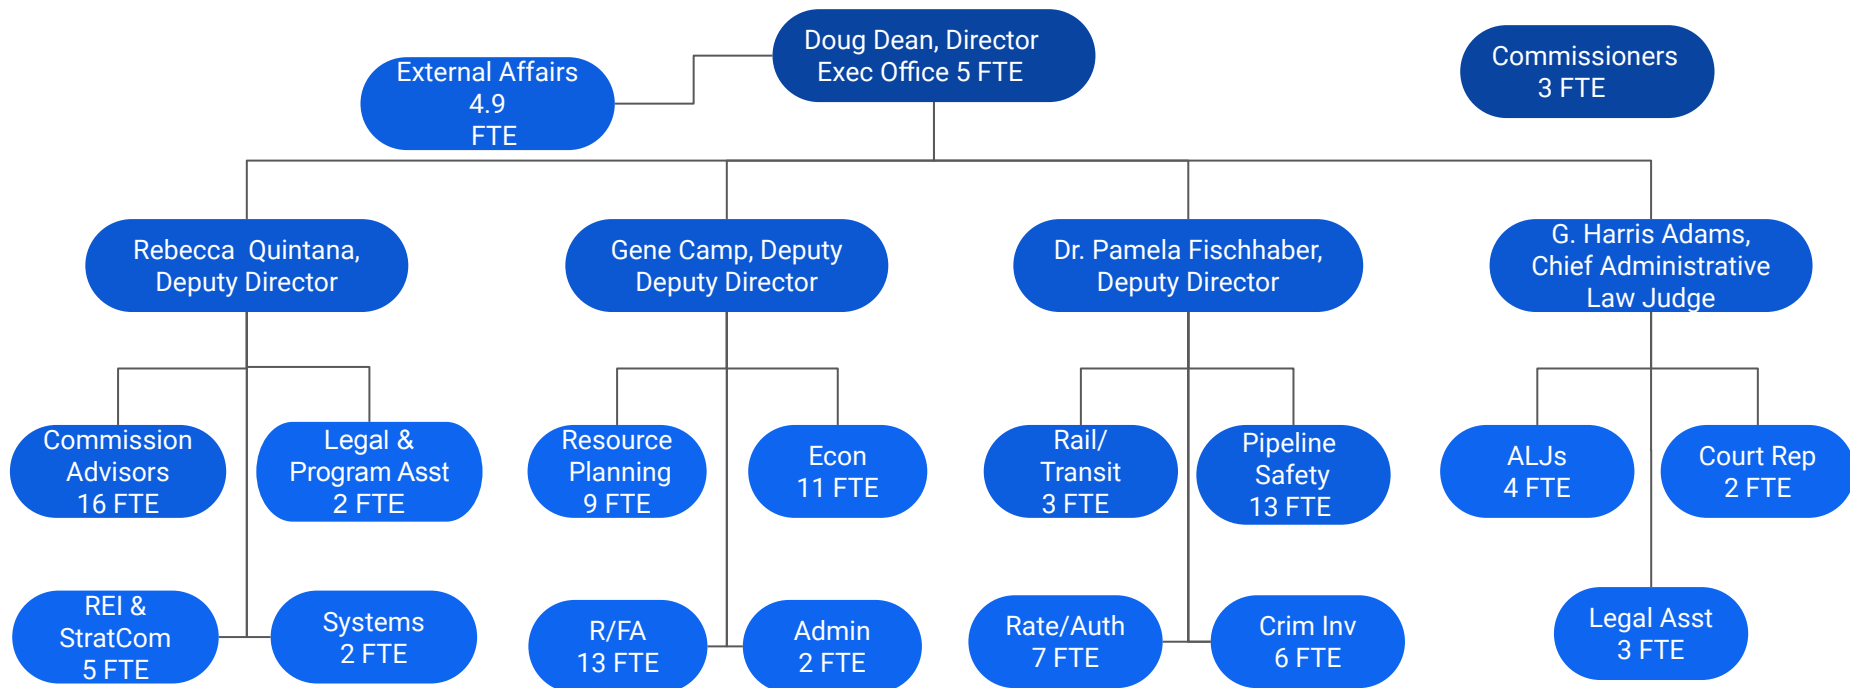 Doug Dean, Director
Exec Office 5 FTE
External Affairs
4.9
FTE
Commissioners
3 FTE
Rebecca  Quintana,
Deputy Director
Gene Camp, Deputy
Deputy Director
Dr. Pamela Fischhaber,
Deputy Director
G. Harris Adams,
Chief Administrative
Law Judge
Commission
Advisors
16 FTE
Legal &
Program Asst
2 FTE
Resource
Planning
9 FTE
Econ
11 FTE
Rail/
Transit
3 FTE
Pipeline
Safety
13 FTE
ALJs
4 FTE
Court Rep
2 FTE
REI &
StratCom
5 FTE
Systems
2 FTE
R/FA
13 FTE
Admin
2 FTE
Rate/Auth
7 FTE
Crim Inv
6 FTE
Legal Asst
3 FTE